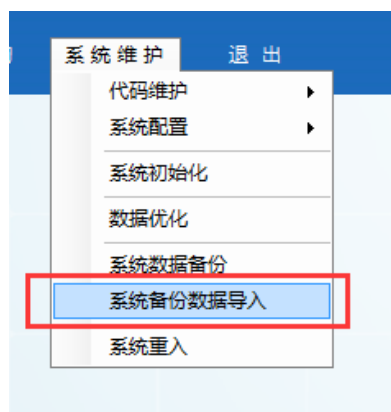 系统维护 退出
代码维护
系统配置
系统初始化
数据优化
系统数据备份
系统备份数据导入
系统重入